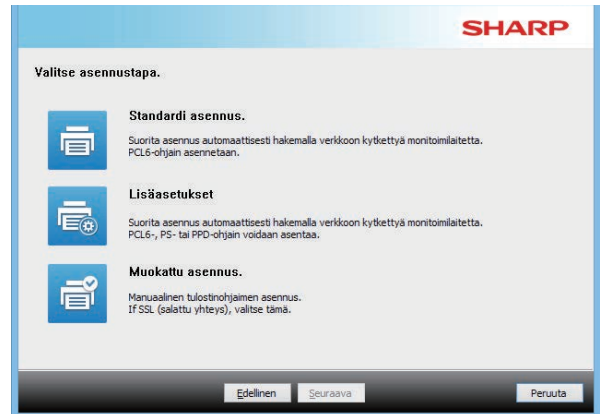 SHARP
Valitse asennustapa.
Standardi asennus.
Suorita asennus automaattisesti hakemalla verkkoon kytkettyä monitoimilaitetta.
PCL6-ohjain asennetaan.
Lisäasetukset
Suorita asennus automaattisesti hakemalla verkkoon kytkettyä monitoimilaitetta.
PCL6-, PS- tai PPD-ohjain voidaan asentaa.
Muokattu asennus.
Manuaalinen tulostinohjaimen asennus.
If SSL (salattu yhteys), valitse tämä.
Edellinen Seuraava Peruuta